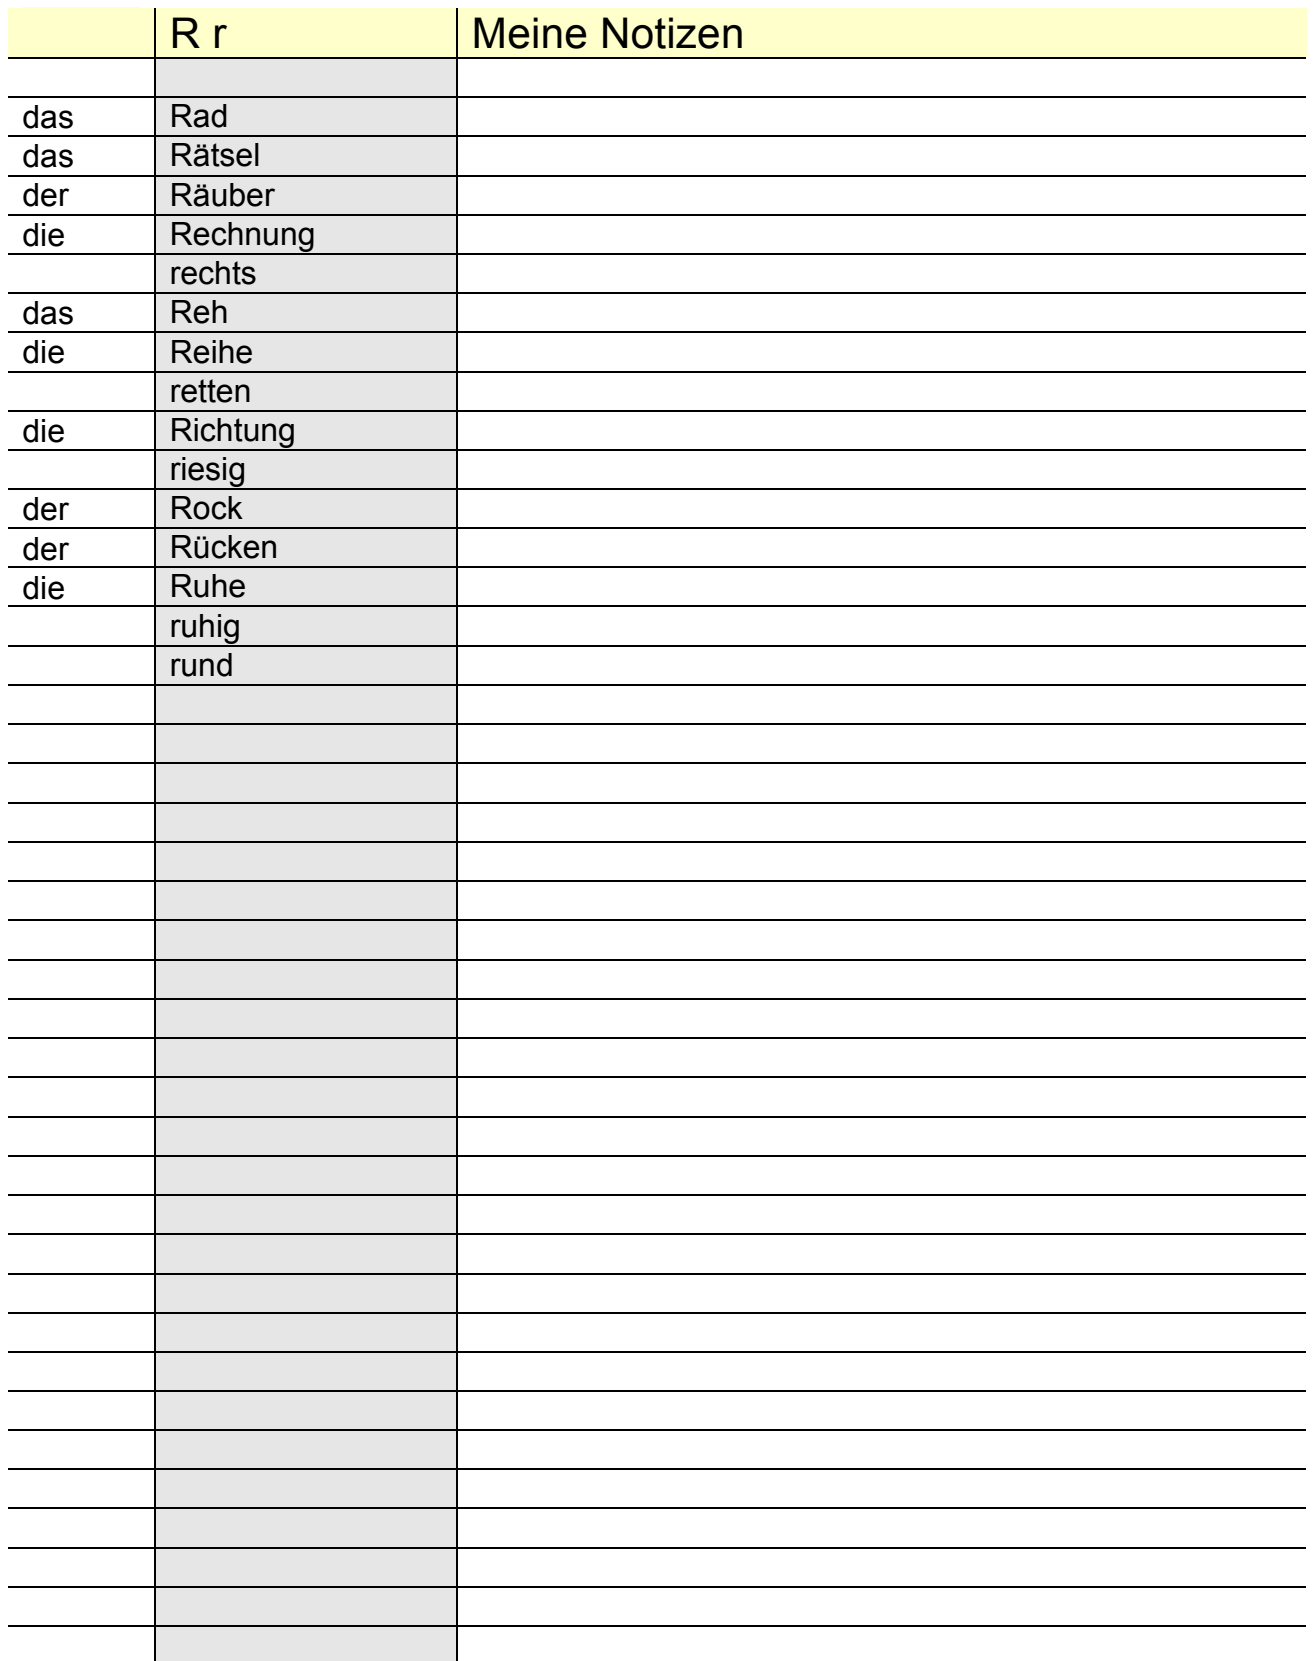 R r Meine Notizen
das Rad
das Rätsel
der Räuber
die Rechnung
rechts
das Reh
die Reihe
retten
die Richtung
riesig
der Rock
der Rücken
die Ruhe
ruhig
rund